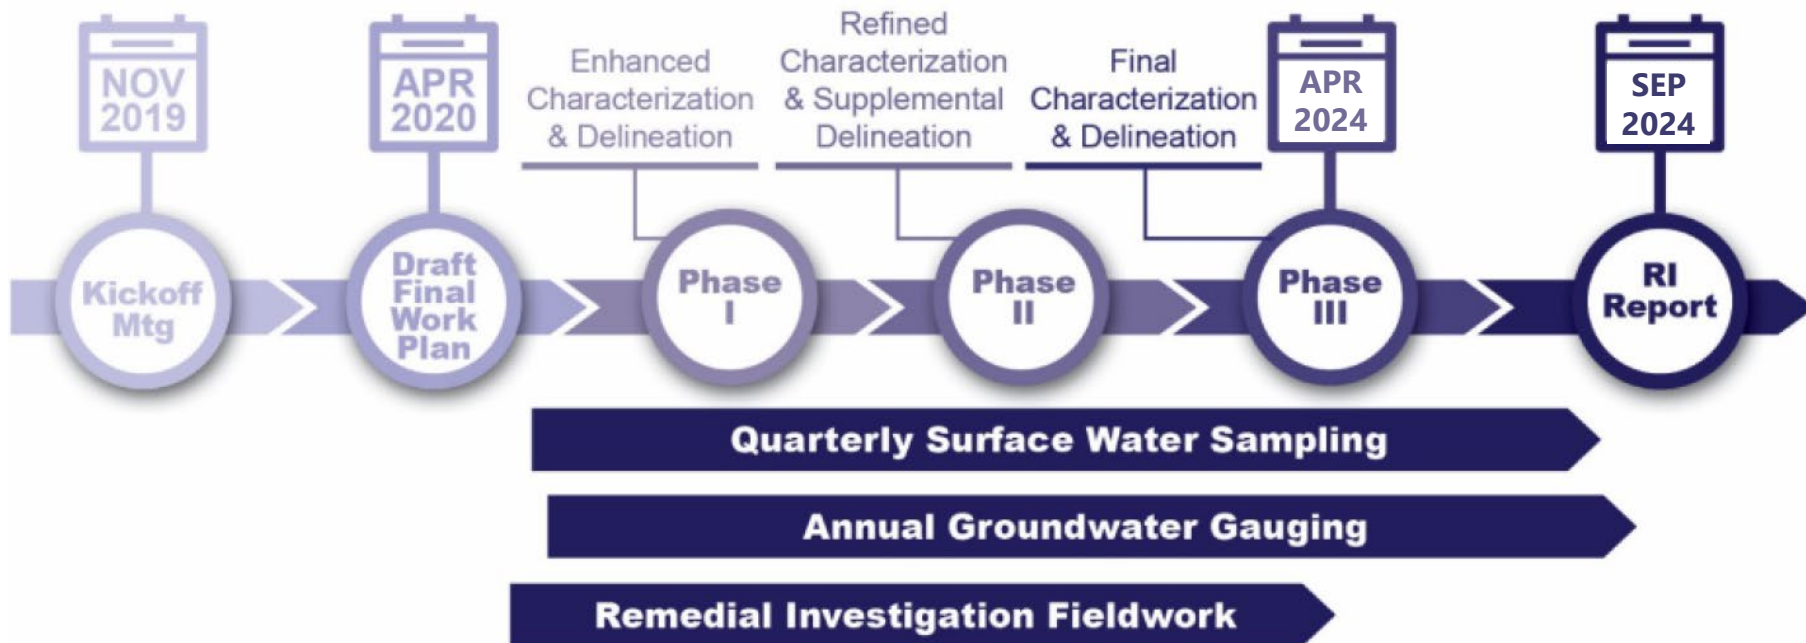 NOV
2019
APR
2020
Enhanced
Characterization
& Delineation
Refined
Characterization
& Supplemental
Delineation
Final
Characterization
& Delineation
APR
2024
SEP
2024
Kickoff
Mtg
Draft
Final
Work
Plan
Phase
I
Phase
II
Phase
III
RI
Report
Quarterly Surface Water Sampling
Annual Groundwater Gauging
Remedial Investigation Fieldwork